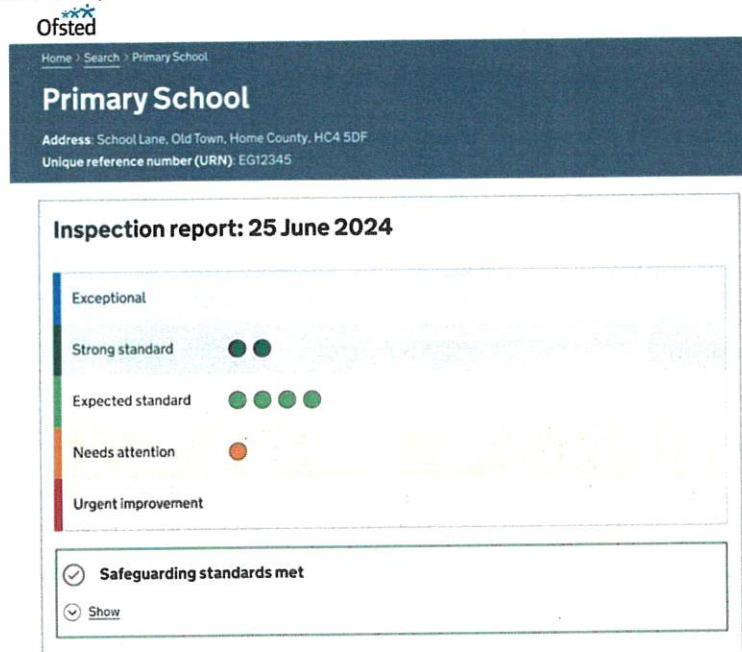 Ofsted
Home > Search > Primary School
Primary School
Address: School Lane, Old Town, Home County, HC4 5DF
Unique reference number (URN): EG12345
Inspection report: 25 June 2024
Exceptional
Strong standard
Expected standard
Needs attention
Urgent improvement
Safeguarding standards met
Show